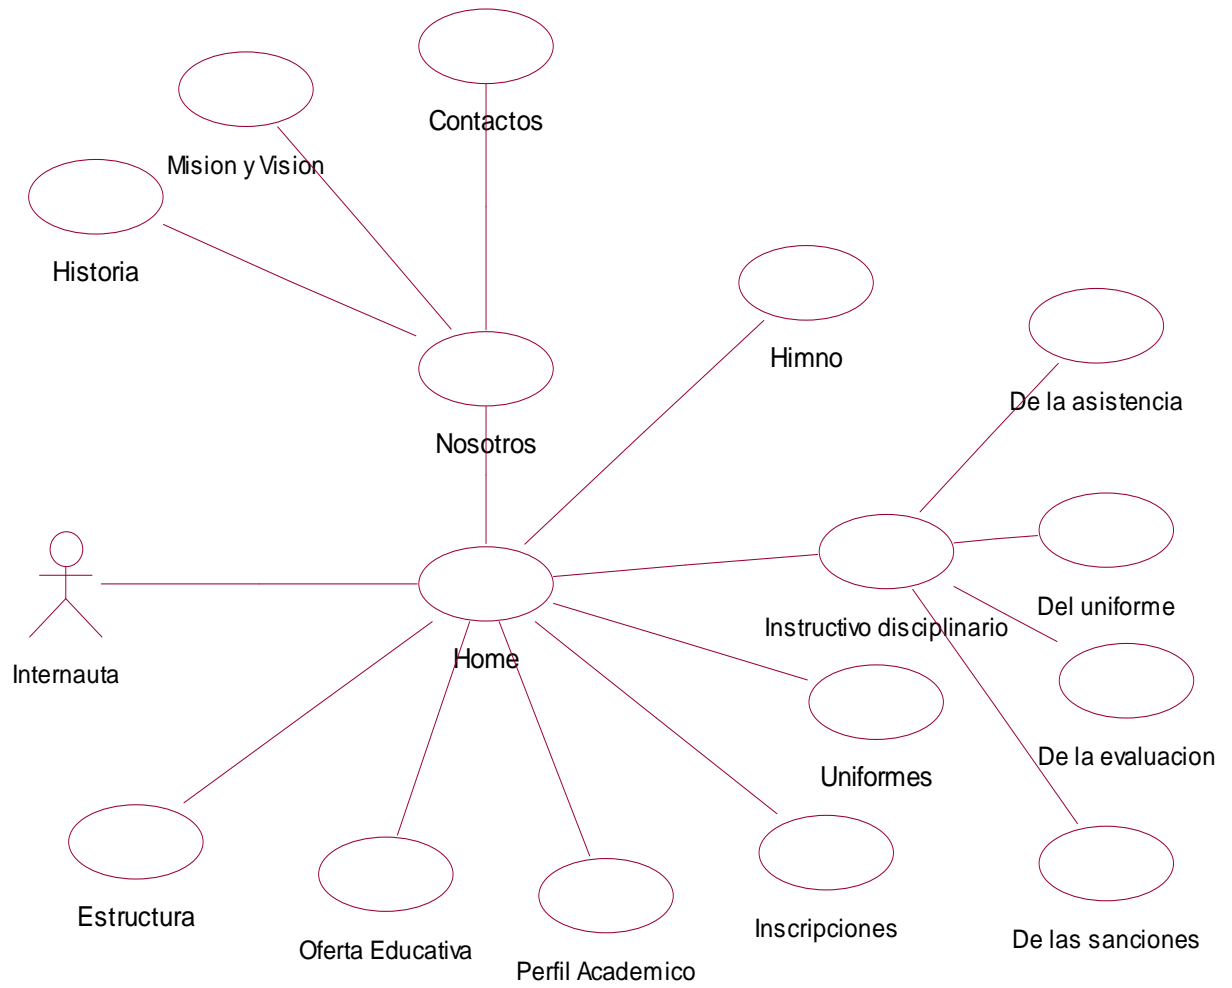 Contactos
Mision y Vision
Historia
Himno
De la asistencia
Nosotros
Del uniforme
Instructivo disciplinario
Home
Internauta
De la evaluacion
Uniformes
Estructura
Inscripciones
De las sanciones
Oferta Educativa
Perfil Academico